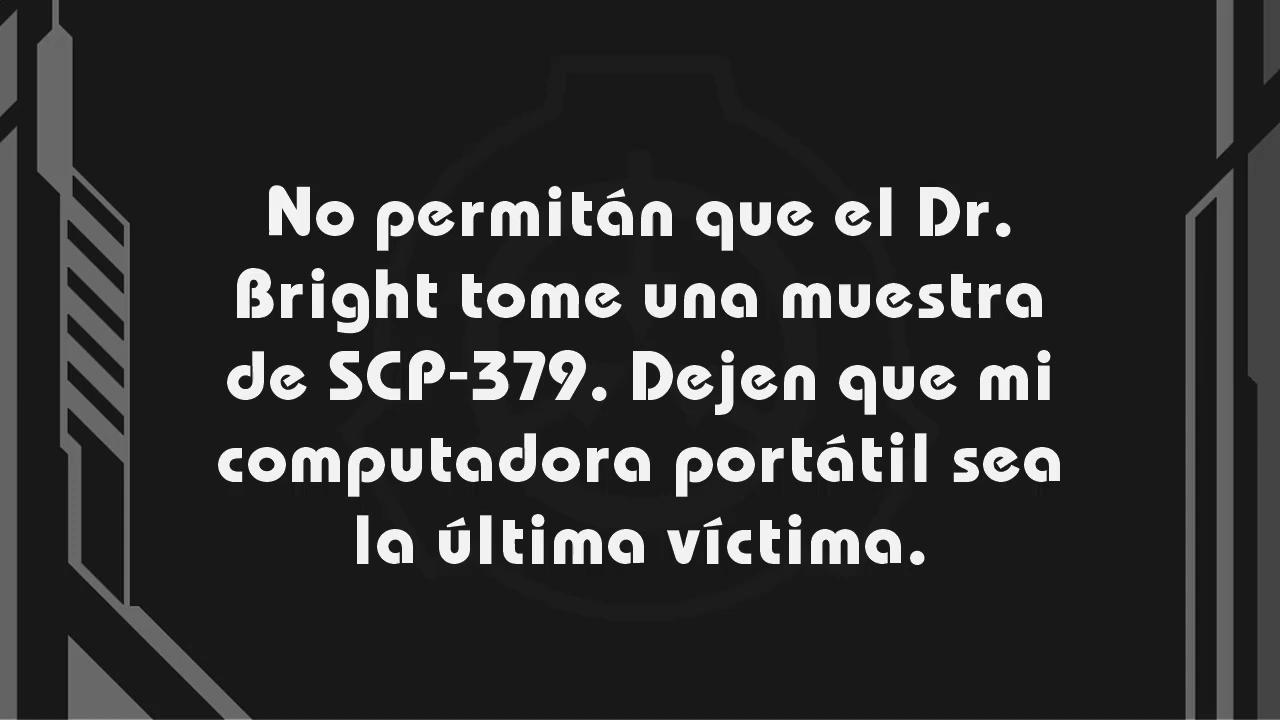 No permitán que el Dr.
Bright tome una muestra
de SCP-379. Dejen que mi
computadora portátil sea
la última víctima.